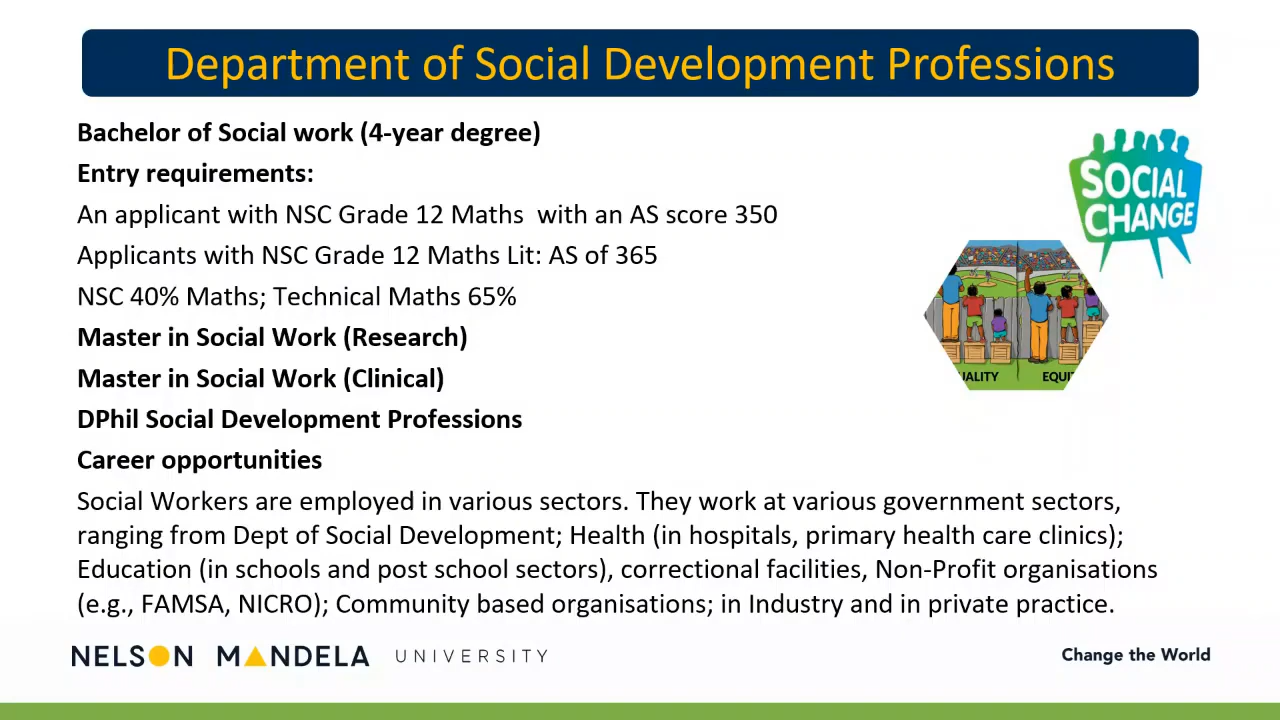 Department of Social Development Professions
Bachelor of Social work (4-year degree)
Entry requirements:
An applicant with NSC Grade 12 Maths  with an AS score 350
Applicants with NSC Grade 12 Maths Lit: AS of 365
NSC 40% Maths; Technical Maths 65%
Master in Social Work (Research)
Master in Social Work (Clinical)
DPhil Social Development Professions
Career opportunities
Social Workers are employed in various sectors. They work at various government sectors,
ranging from Dept of Social Development; Health (in hospitals, primary health care clinics);
Education (in schools and post school sectors), correctional facilities, Non-Profit organisations
(e.g., FAMSA, NICRO); Community based organisations; in Industry and in private practice.
SOCIAL
CHANGE
UALITY EQUIT
NELSON MANDELA UNIVERSITY
Change the World